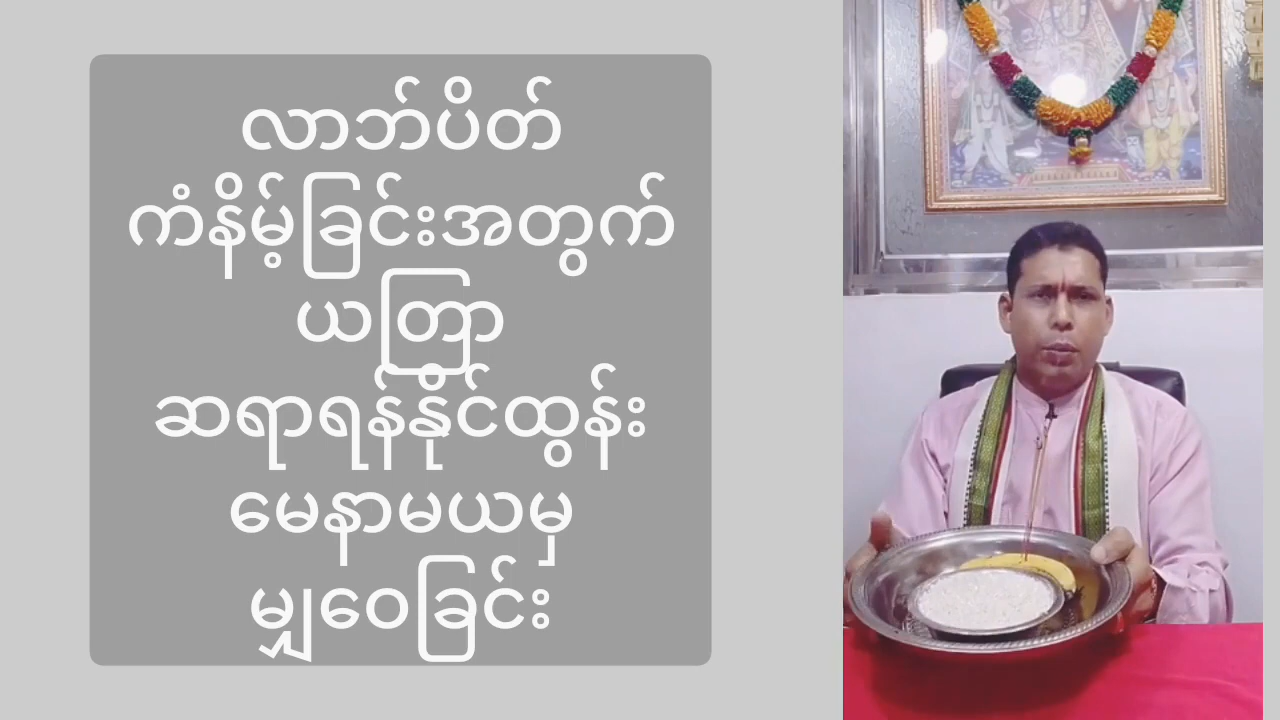 လာဘ်ပိတ်
ကံနိမ့်ခြင်းအတွက်
ယတြာ
ဆရာရန်နိုင်ထွန်း
မေနာမယမှ
မျှဝေခြင်း